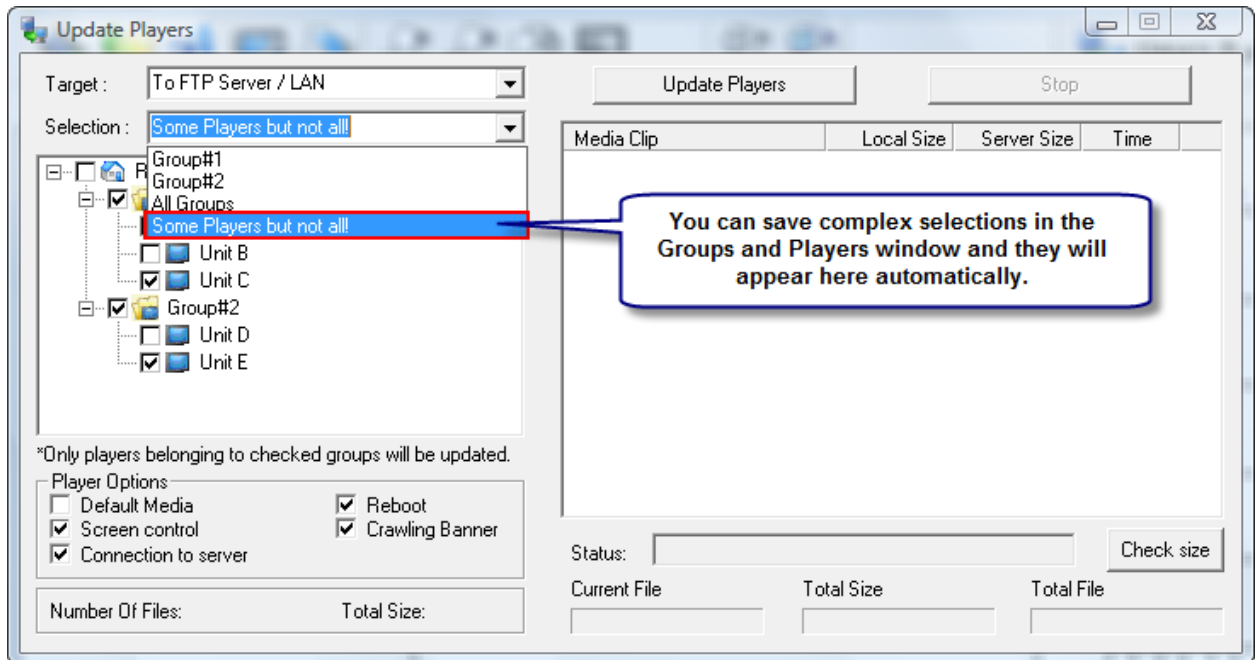 Update Players
Target :
To FTP Server / LAN
Selection :
Some Players but not all!
Group#1
Group#2
All Groups
Some Players but not all!
Unit B
Unit C
Group#2
Unit D
Unit E
*Only players belonging to checked groups will be updated.
Player Options
Default Media
Reboot
Screen control
Crawling Banner
Connection to server
Number Of Files:
Total Size:
Update Players
Stop
Media Clip
Local Size
Server Size
Time
You can save complex selections in the
Groups and Players window and they will
appear here automatically.
Status:
Check size
Current File
Total Size
Total File